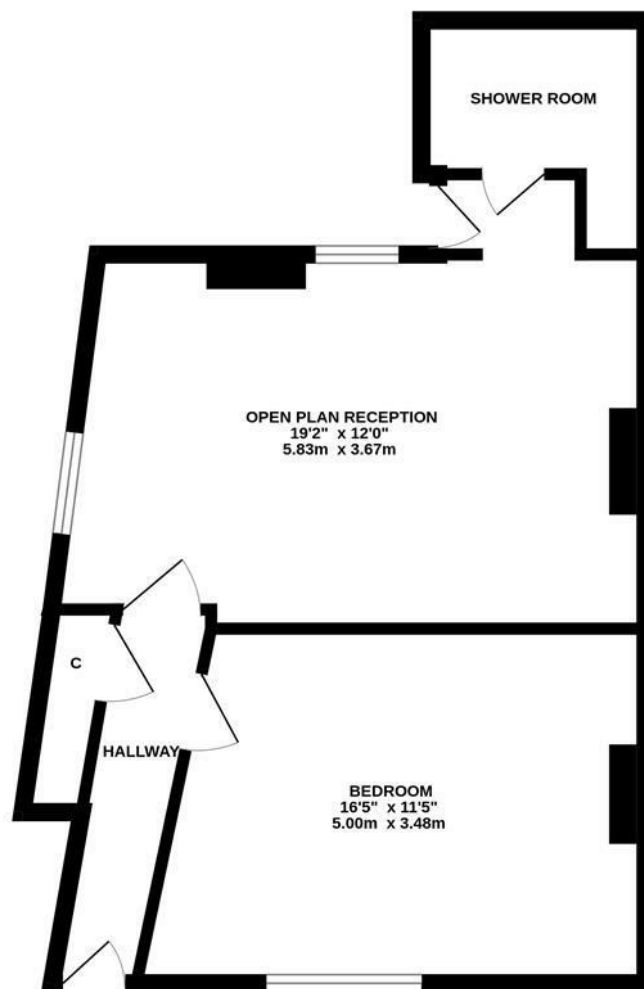 SHOWER ROOM
OPEN PLAN RECEPTION
19'2" x 12'0"
5.83m x 3.67m
C
HALLWAY
BEDROOM
16'5" x 11'5"
5.00m x 3.48m